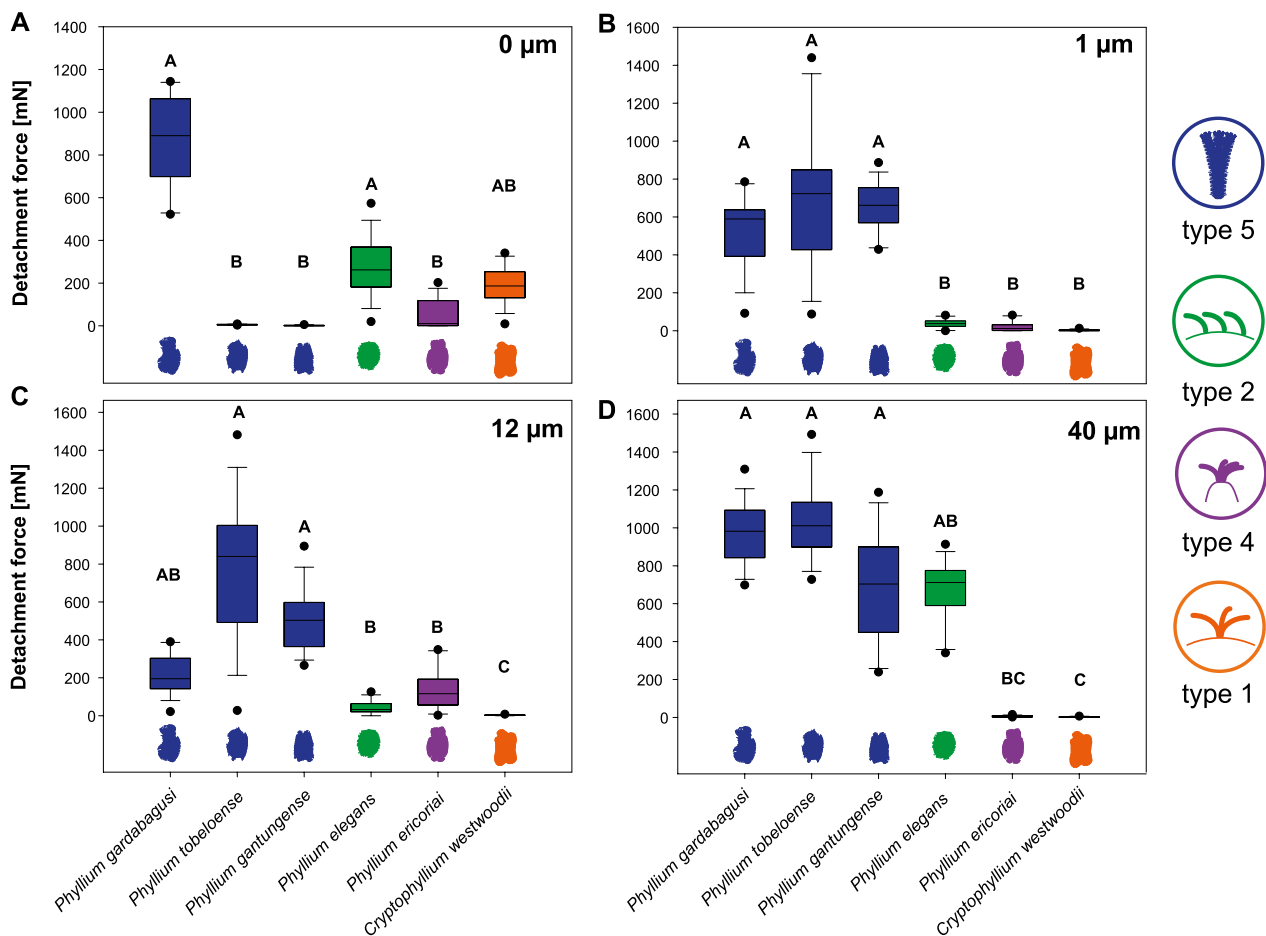 A
0 µm
Detachment force [mN]
1400
1200
1000
800
600
400
200
0
A
B
B
A
B
AB
B
1 µm
1600
1400
1200
1000
800
600
400
200
0
A
A
A
B
B
B
C
12 µm
Detachment force [mN]
1600
1400
1200
1000
800
600
400
200
0
AB
A
A
B
B
C
Phyllium gardabagusi
Phyllium tobeloense
Phyllium gantungense
Phyllium elegans
Phyllium ericoriai
Cryptophyllium westwoodii
D
40 µm
1600
1400
1200
1000
800
600
400
200
0
A
A
A
AB
BC
C
Phyllium gardabagusi
Phyllium tobeloense
Phyllium gantungense
Phyllium elegans
Phyllium ericoriai
Cryptophyllium westwoodii
type 5
type 2
type 4
type 1